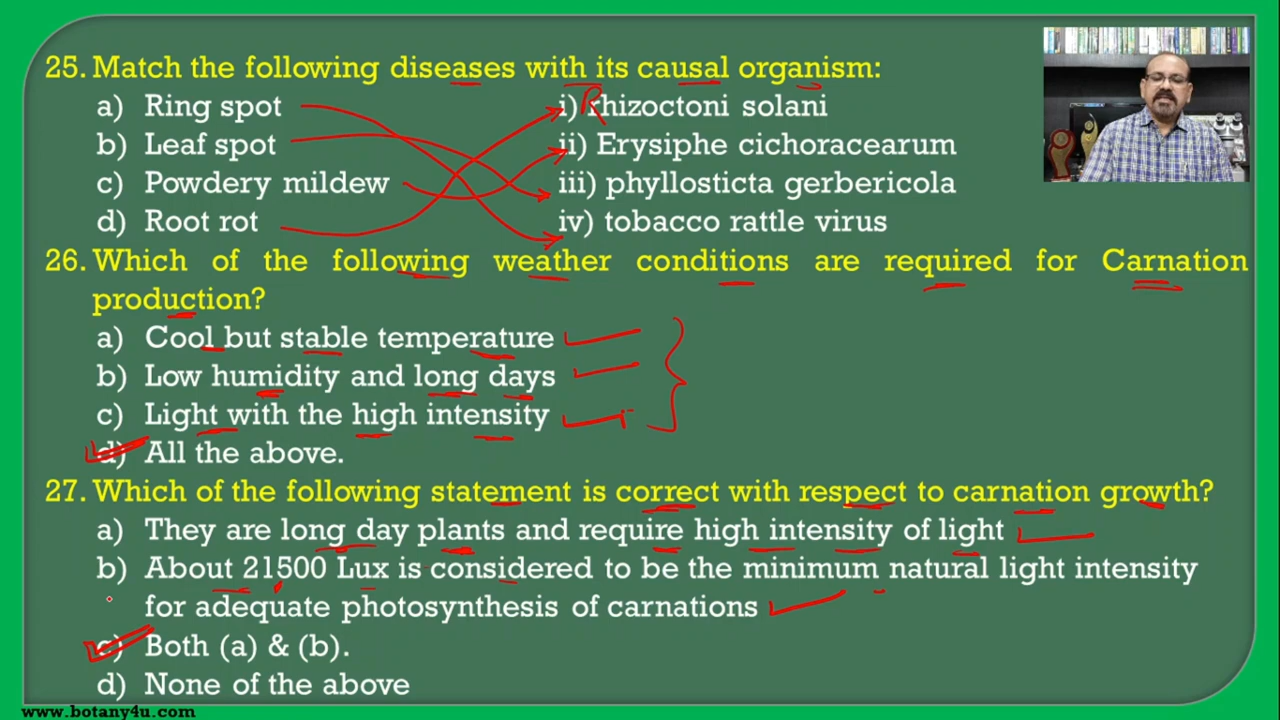 25. Match the following diseases with its causal organism:
a) Ring spot i) Rhizoctoni solani
b) Leaf spot ii) Erysiphe cichoracearum
c) Powdery mildew iii) phyllosticta gerbericola
d) Root rot iv) tobacco rattle virus
26. Which of the following weather conditions are required for Carnation
production?
a) Cool but stable temperature
b) Low humidity and long days
c) Light with the high intensity
d) All the above.
27. Which of the following statement is correct with respect to carnation growth?
a) They are long day plants and require high intensity of light
b) About 21500 Lux is considered to be the minimum natural light intensity
for adequate photosynthesis of carnations
c) Both (a) & (b).
d) None of the above
www.botany4u.com